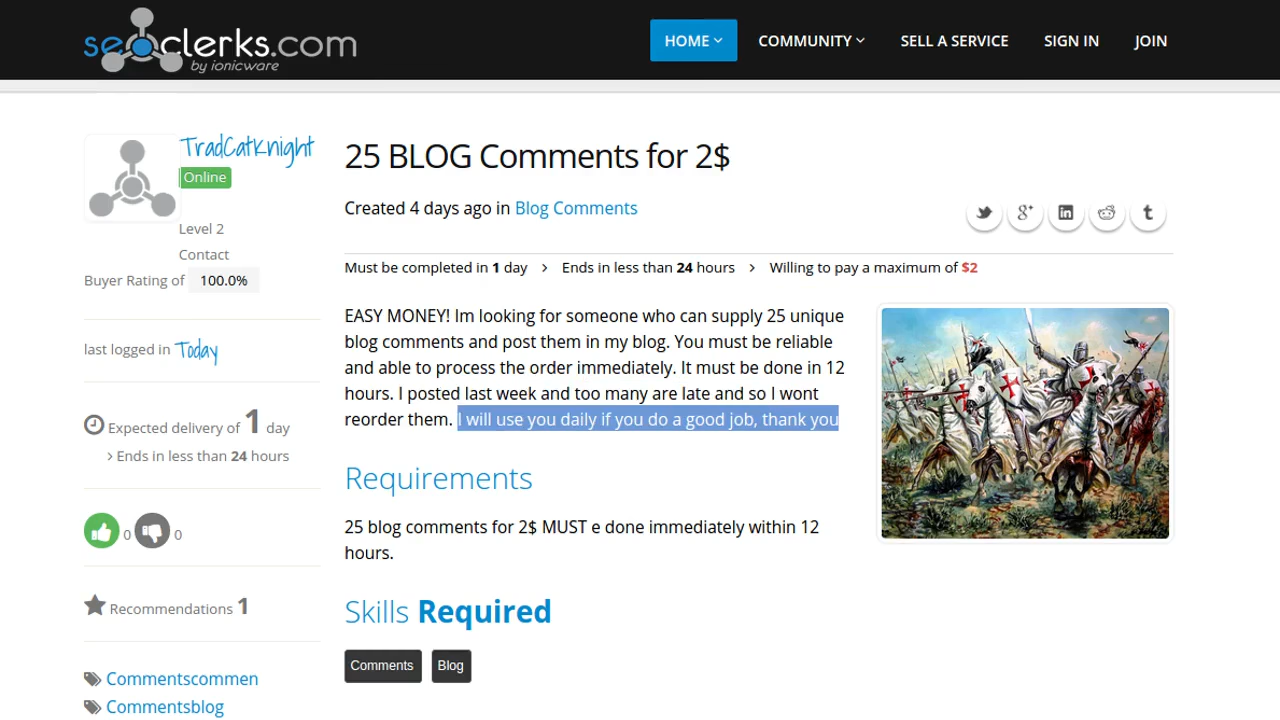 seoclerks.com
by ionicware
HOME COMMUNITY SELL A SERVICE SIGN IN JOIN
TradCatKnight
Online
Level 2
Contact
Buyer Rating of 100.0%
last logged in Today
Expected delivery of 1 day
› Ends in less than 24 hours
0 0
Recommendations 1
Commentscommen
Commentsblog
25 BLOG Comments for 2$
Created 4 days ago in Blog Comments
Must be completed in 1 day › Ends in less than 24 hours › Willing to pay a maximum of $2
EASY MONEY! Im looking for someone who can supply 25 unique
blog comments and post them in my blog. You must be reliable
and able to process the order immediately. It must be done in 12
hours. I posted last week and too many are late and so I wont
reorder them. I will use you daily if you do a good job, thank you
Requirements
25 blog comments for 2$ MUST e done immediately within 12
hours.
Skills Required
Comments Blog